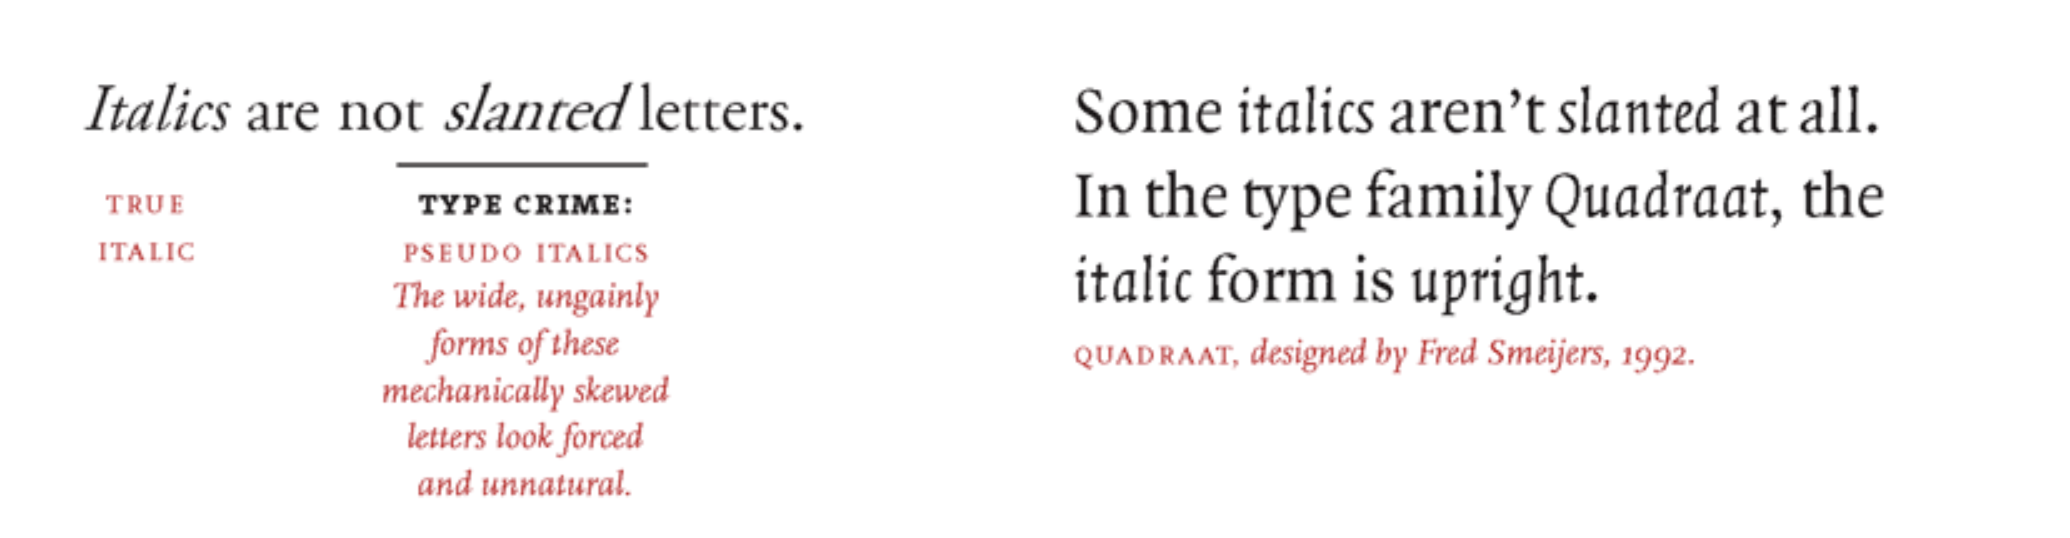 Italics are not slanted letters.
TRUE
ITALIC
TYPE CRIME:
PSEUDO ITALICS
The wide, ungainly
forms of these
mechanically skewed
letters look forced
and unnatural.
Some italics aren’t slanted at all.
In the type family Quadraat, the
italic form is upright.
QUADRAAT, designed by Fred Smeijers, 1992.